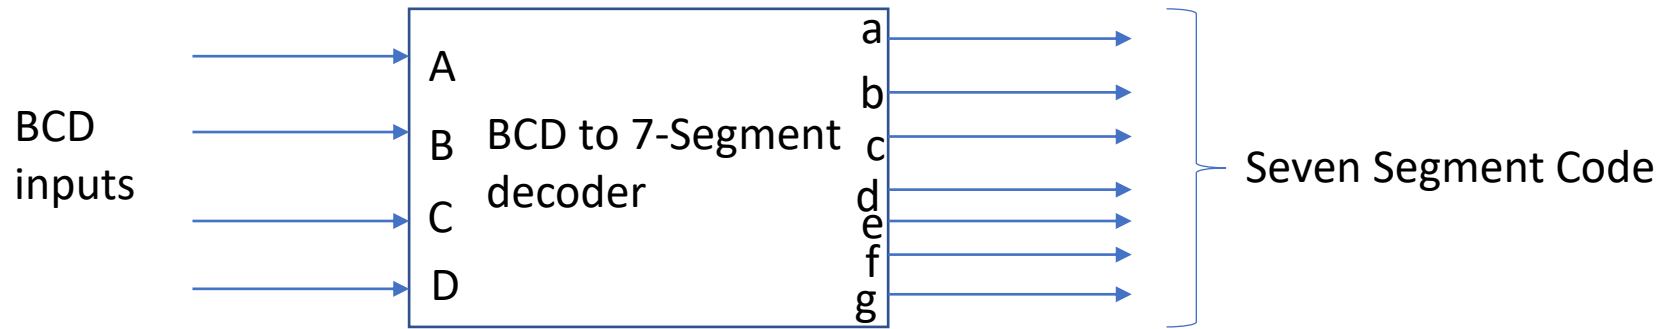 BCD
inputs
A
B
C
D
BCD to 7-Segment
decoder
a
b
c
d
e
f
g
Seven Segment Code